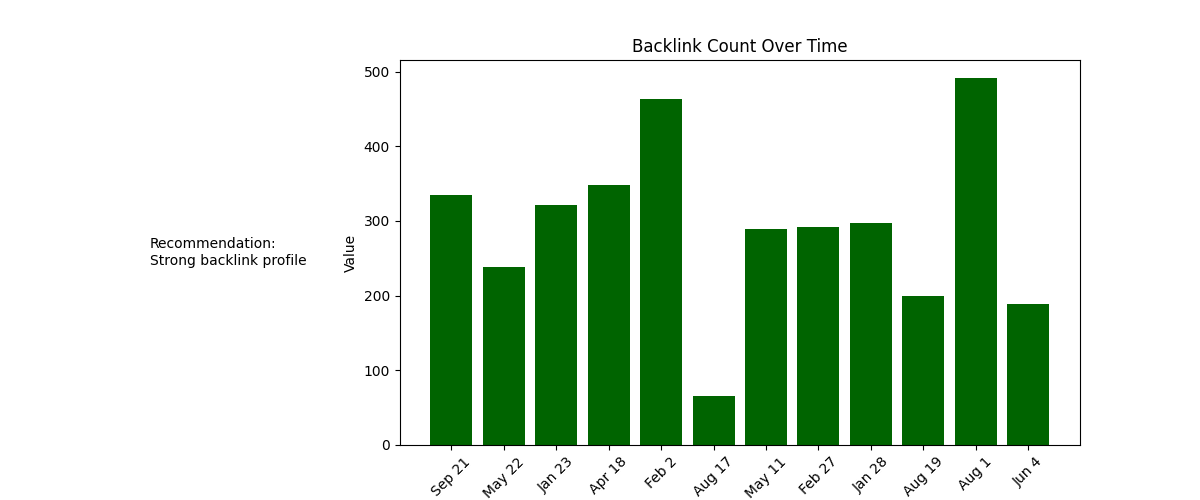 Backlink Count Over Time
Recommendation:
Strong backlink profile
Value
500
400
300
200
100
0
Sep 21
May 22
Jan 23
Apr 18
Feb 2
Aug 17
May 11
Feb 27
Jan 28
Aug 19
Aug 1
Jun 4